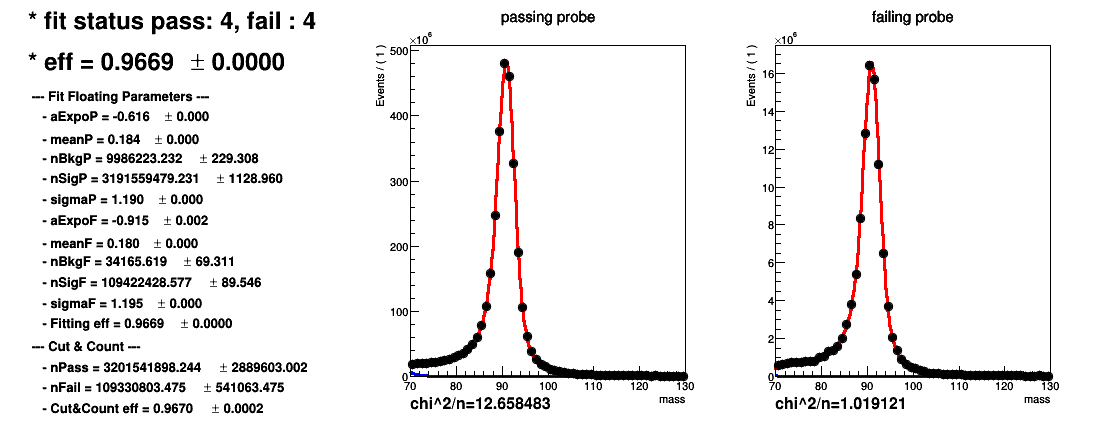 * fit status pass: 4, fail : 4
* eff = 0.9669 ± 0.0000
--- Fit Floating Parameters ---
- aExpoP = -0.616 ± 0.000
- meanP = 0.184 ± 0.000
- nBkgP = 9986223.232 ± 229.308
- nSigP = 3191559479.231 ± 1128.960
- sigmaP = 1.190 ± 0.000
- aExpoF = -0.915 ± 0.002
- meanF = 0.180 ± 0.000
- nBkgF = 34165.619 ± 69.311
- nSigF = 109422428.577 ± 89.546
- sigmaF = 1.195 ± 0.000
- Fitting eff = 0.9669 ± 0.0000
--- Cut & Count ---
- nPass = 3201541898.244 ± 2889603.002
- nFail = 109330803.475 ± 541063.475
- Cut&Count eff = 0.9670 ± 0.0002
passing probe
×10^6
Events / ( 1 )
500
400
300
200
100
0
70 80 90 100 110 120 130
mass
chi^2/n=12.658483
failing probe
×10^6
Events / ( 1 )
16
14
12
10
8
6
4
2
0
70 80 90 100 110 120 130
mass
chi^2/n=1.019121